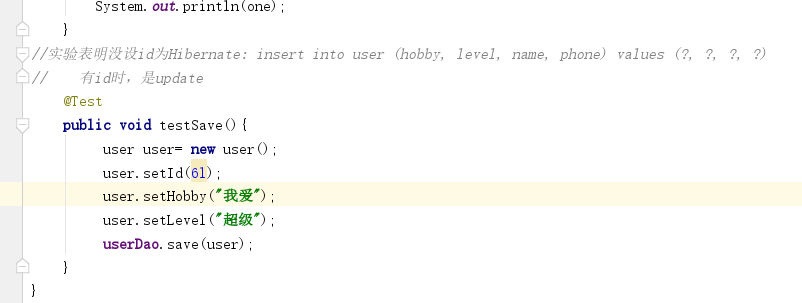 System.out.println(one);
}
//实验表明没设id为Hibernate: insert into user (hobby, level, name, phone) values (?, ?, ?, ?)
//    有id时，是update
@Test
public void testSave(){
user user= new user();
user.setId(61);
user.setHobby("我爱");
user.setLevel("超级");
userDao.save(user);
}
}